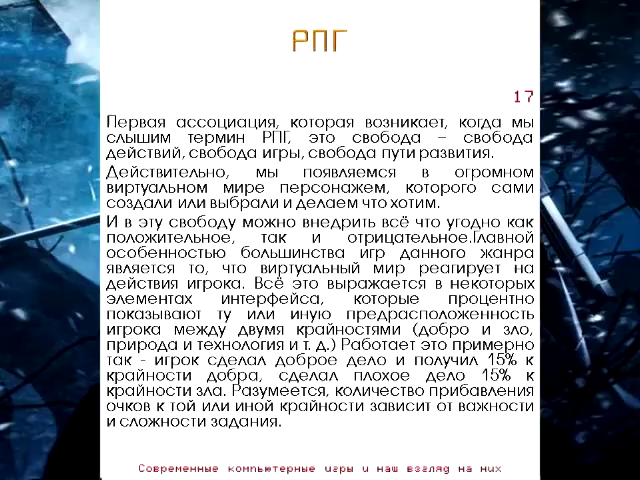 РПГ
17
Первая ассоциация, которая возникает, когда мы
слышим термин РПГ, это свобода – свобода
действий, свобода игры, свобода пути развития.
Действительно, мы появляемся в огромном
виртуальном мире персонажем, которого сами
создали или выбрали и делаем что хотим.
И в эту свободу можно внедрить всё что угодно как
положительное, так и отрицательное.Главной
особенностью большинства игр данного жанра
является то, что виртуальный мир реагирует на
действия игрока. Всё это выражается в некоторых
элементах интерфейса, которые процентно
показывают ту или иную предрасположенность
игрока между двумя крайностями (добро и зло,
природа и технология и т. д.) Работает это примерно
так - игрок сделал доброе дело и получил 15% к
крайности добра, сделал плохое дело 15% к
крайности зла. Разумеется, количество прибавления
очков к той или иной крайности зависит от важности
и сложности задания.
Современные компьютерные игры и наш взгляд на них